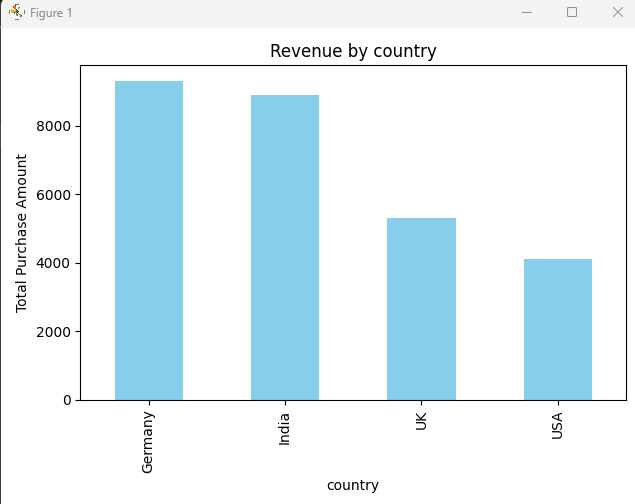 Figure 1
Revenue by country
Total Purchase Amount
8000
6000
4000
2000
0
Germany
India
UK
USA
country